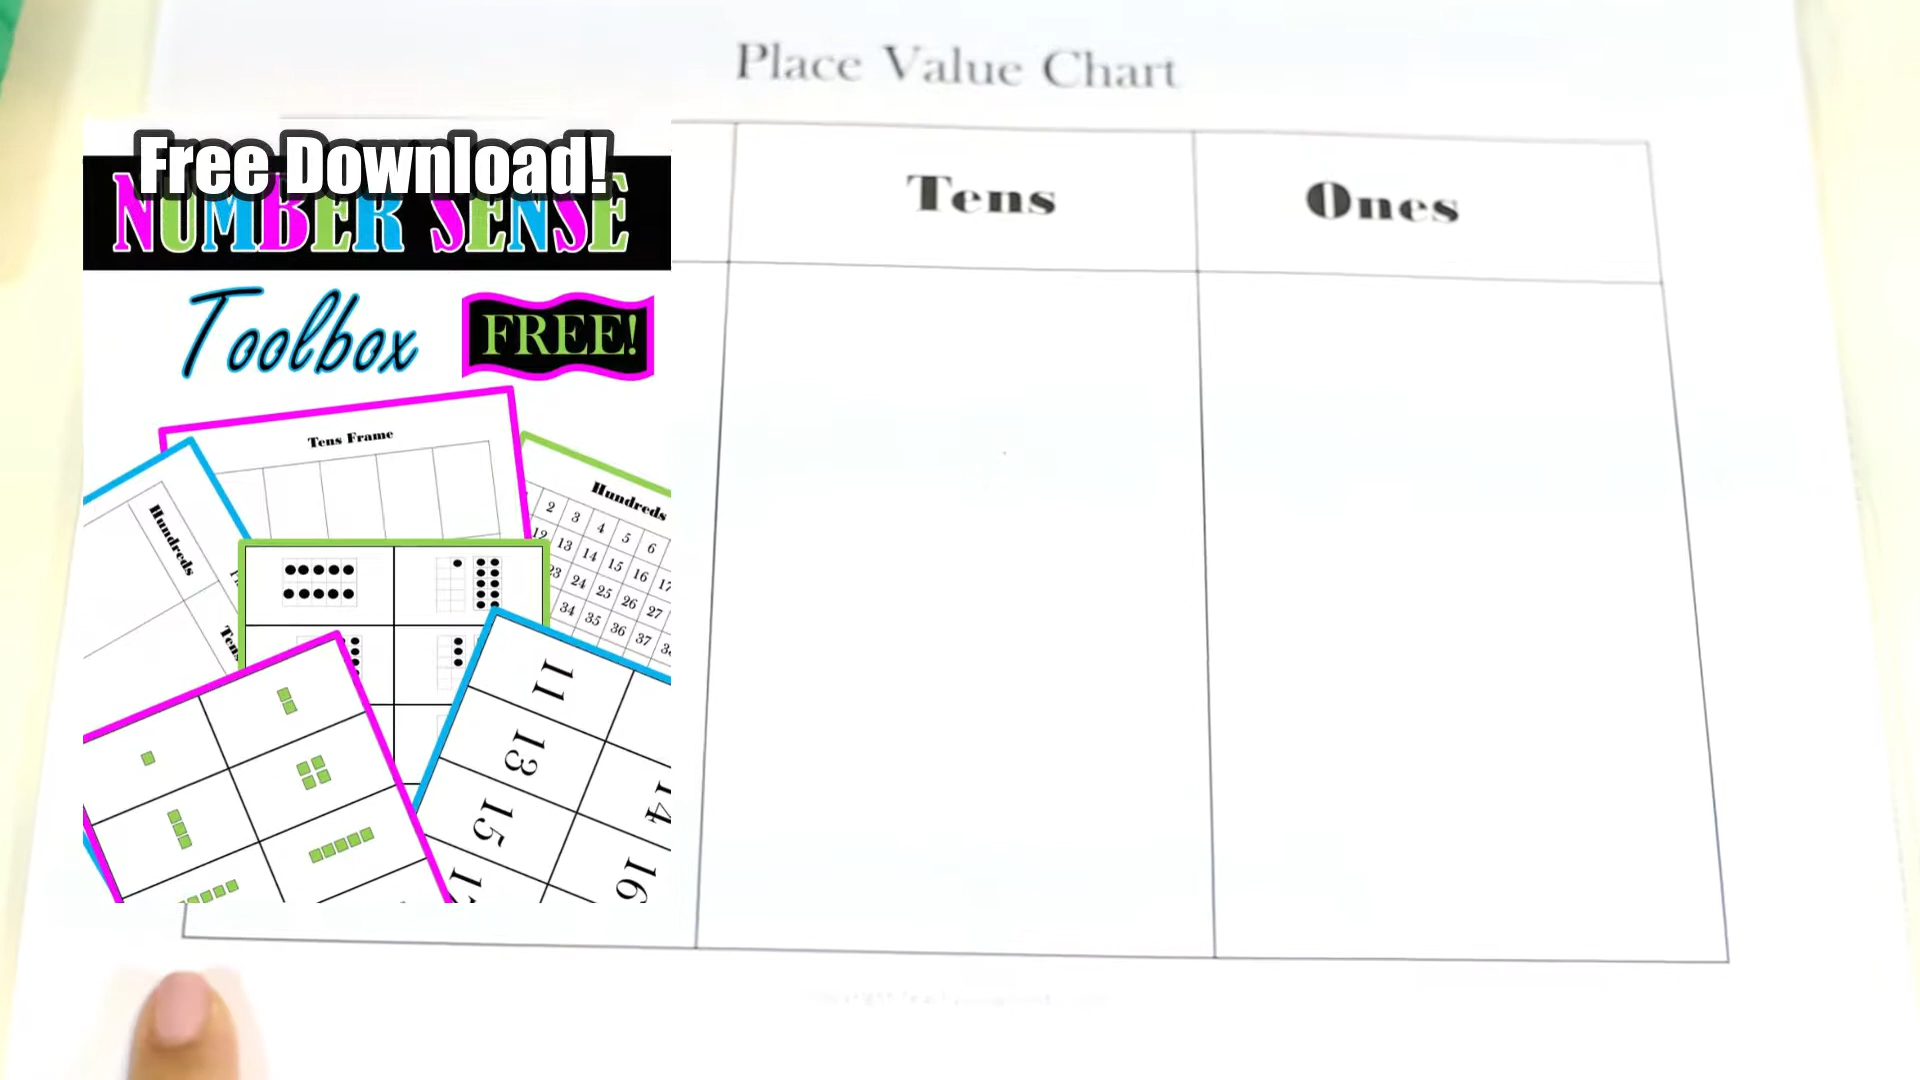 Place Value Chart
Tens
Ones
Free Download!
NUMBER SENSE
Toolbox
FREE!
Tens Frame
Hundreds
2 3 4 5 6
12 13 14 15 16 17
23 24 25 26 27
34 35 36 37
Hundreds
Tens
11
13
15
14
16